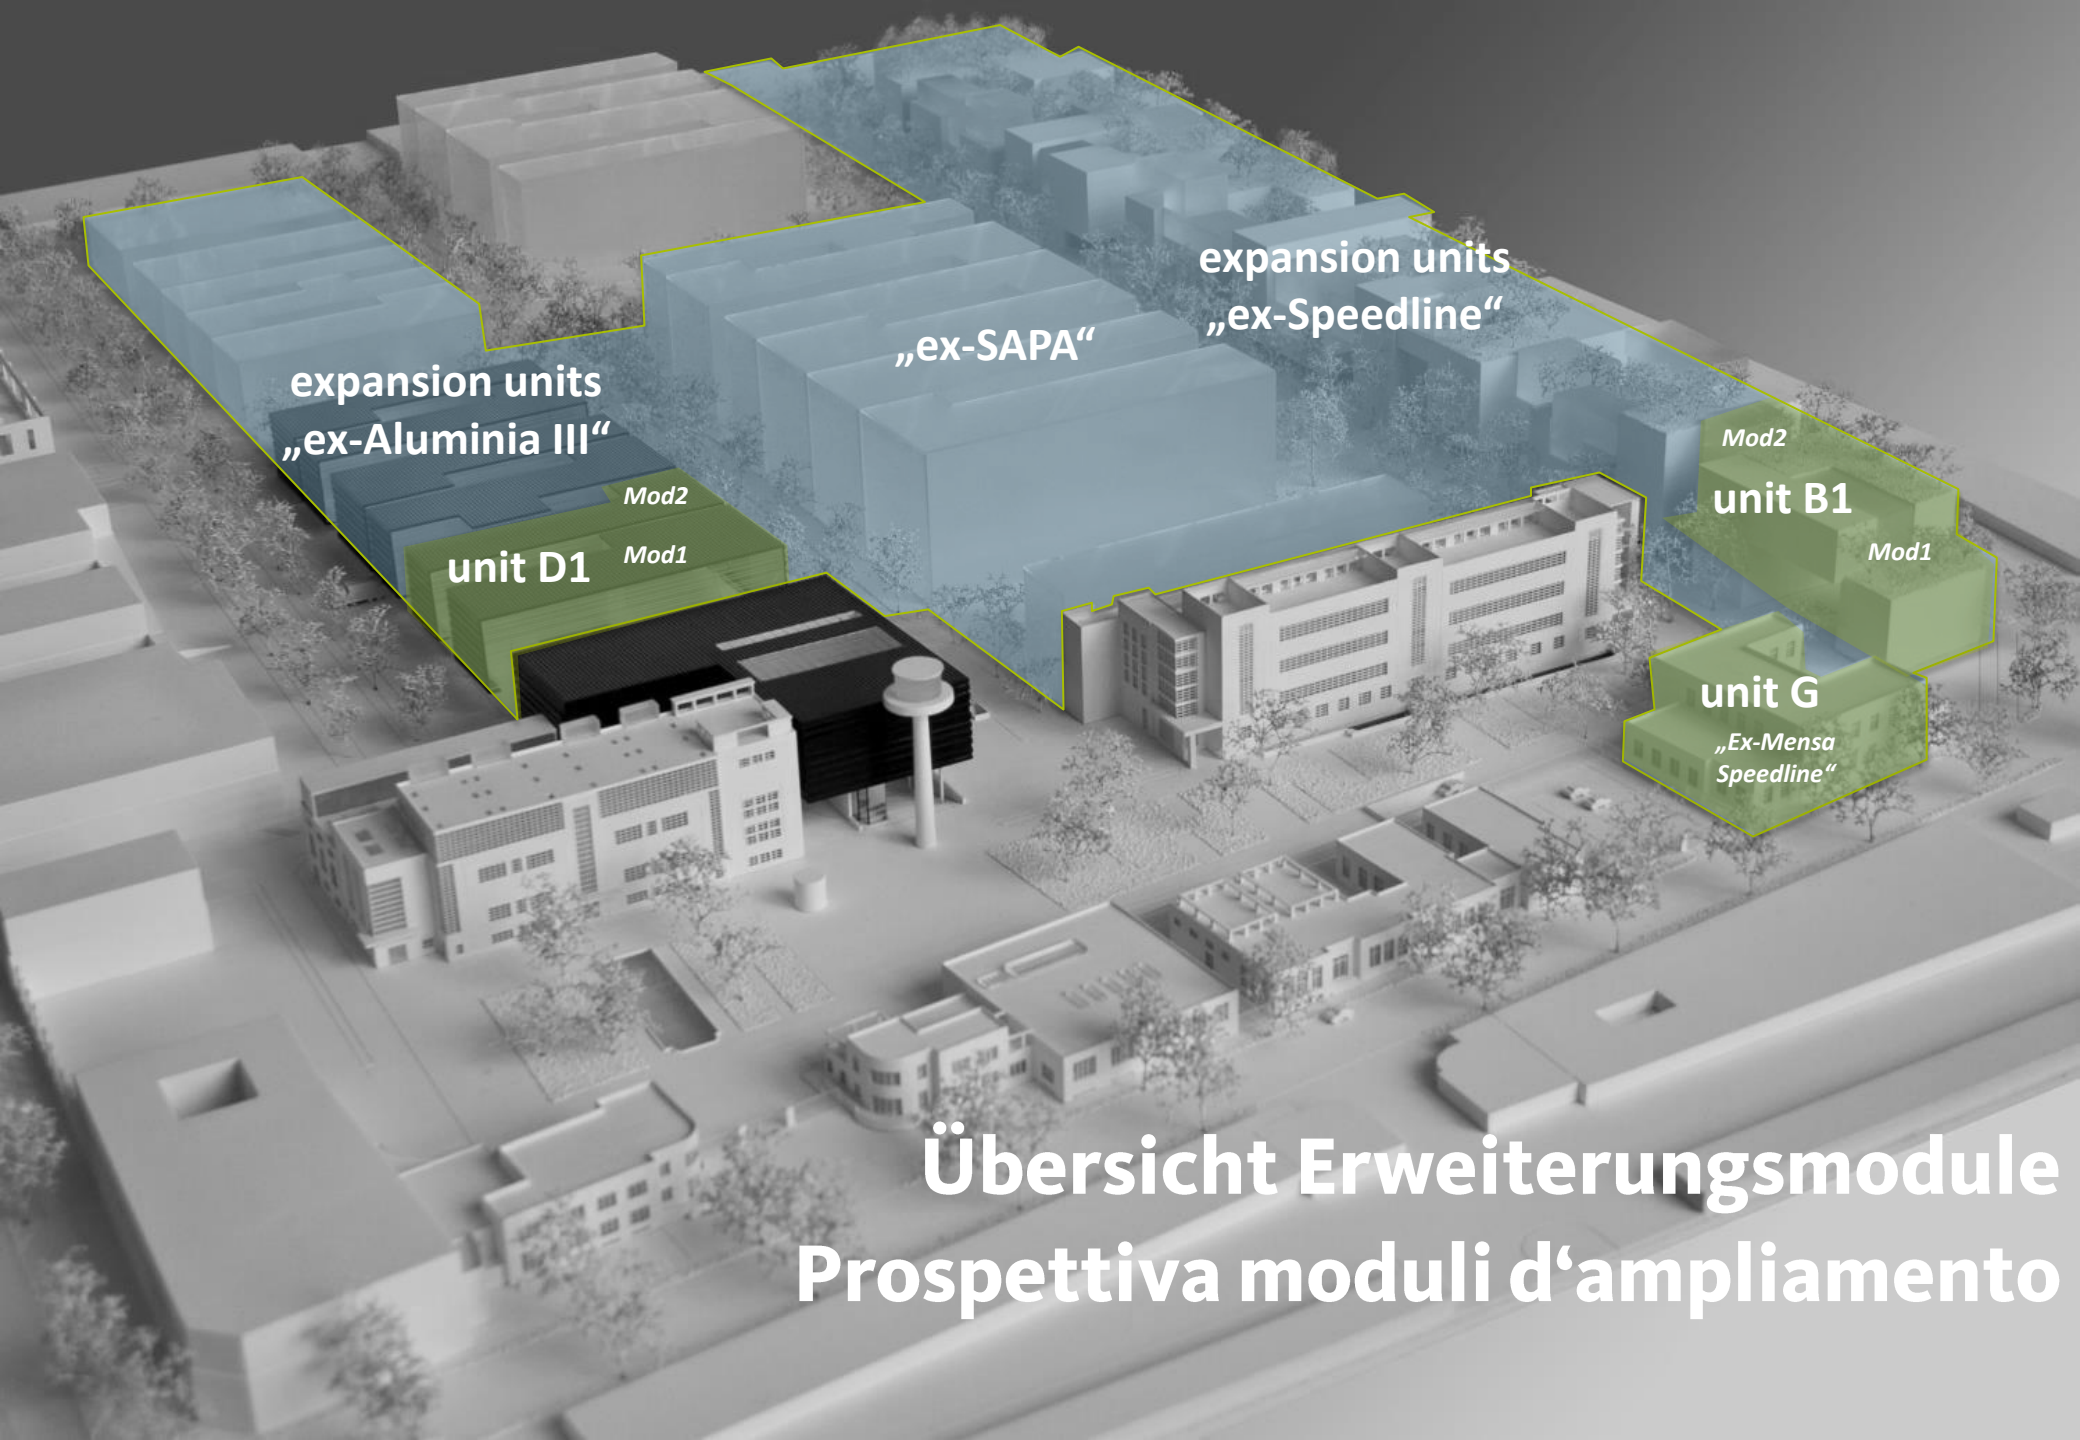 expansion units
„ex-Speedline“
„ex-SAPA“
expansion units
„ex-Aluminia III“
Mod2
unit D1
Mod1
Mod2
unit B1
Mod1
unit G
„Ex-Mensa
Speedline“
Übersicht Erweiterungsmodule
Prospettiva moduli d‘ampliamento